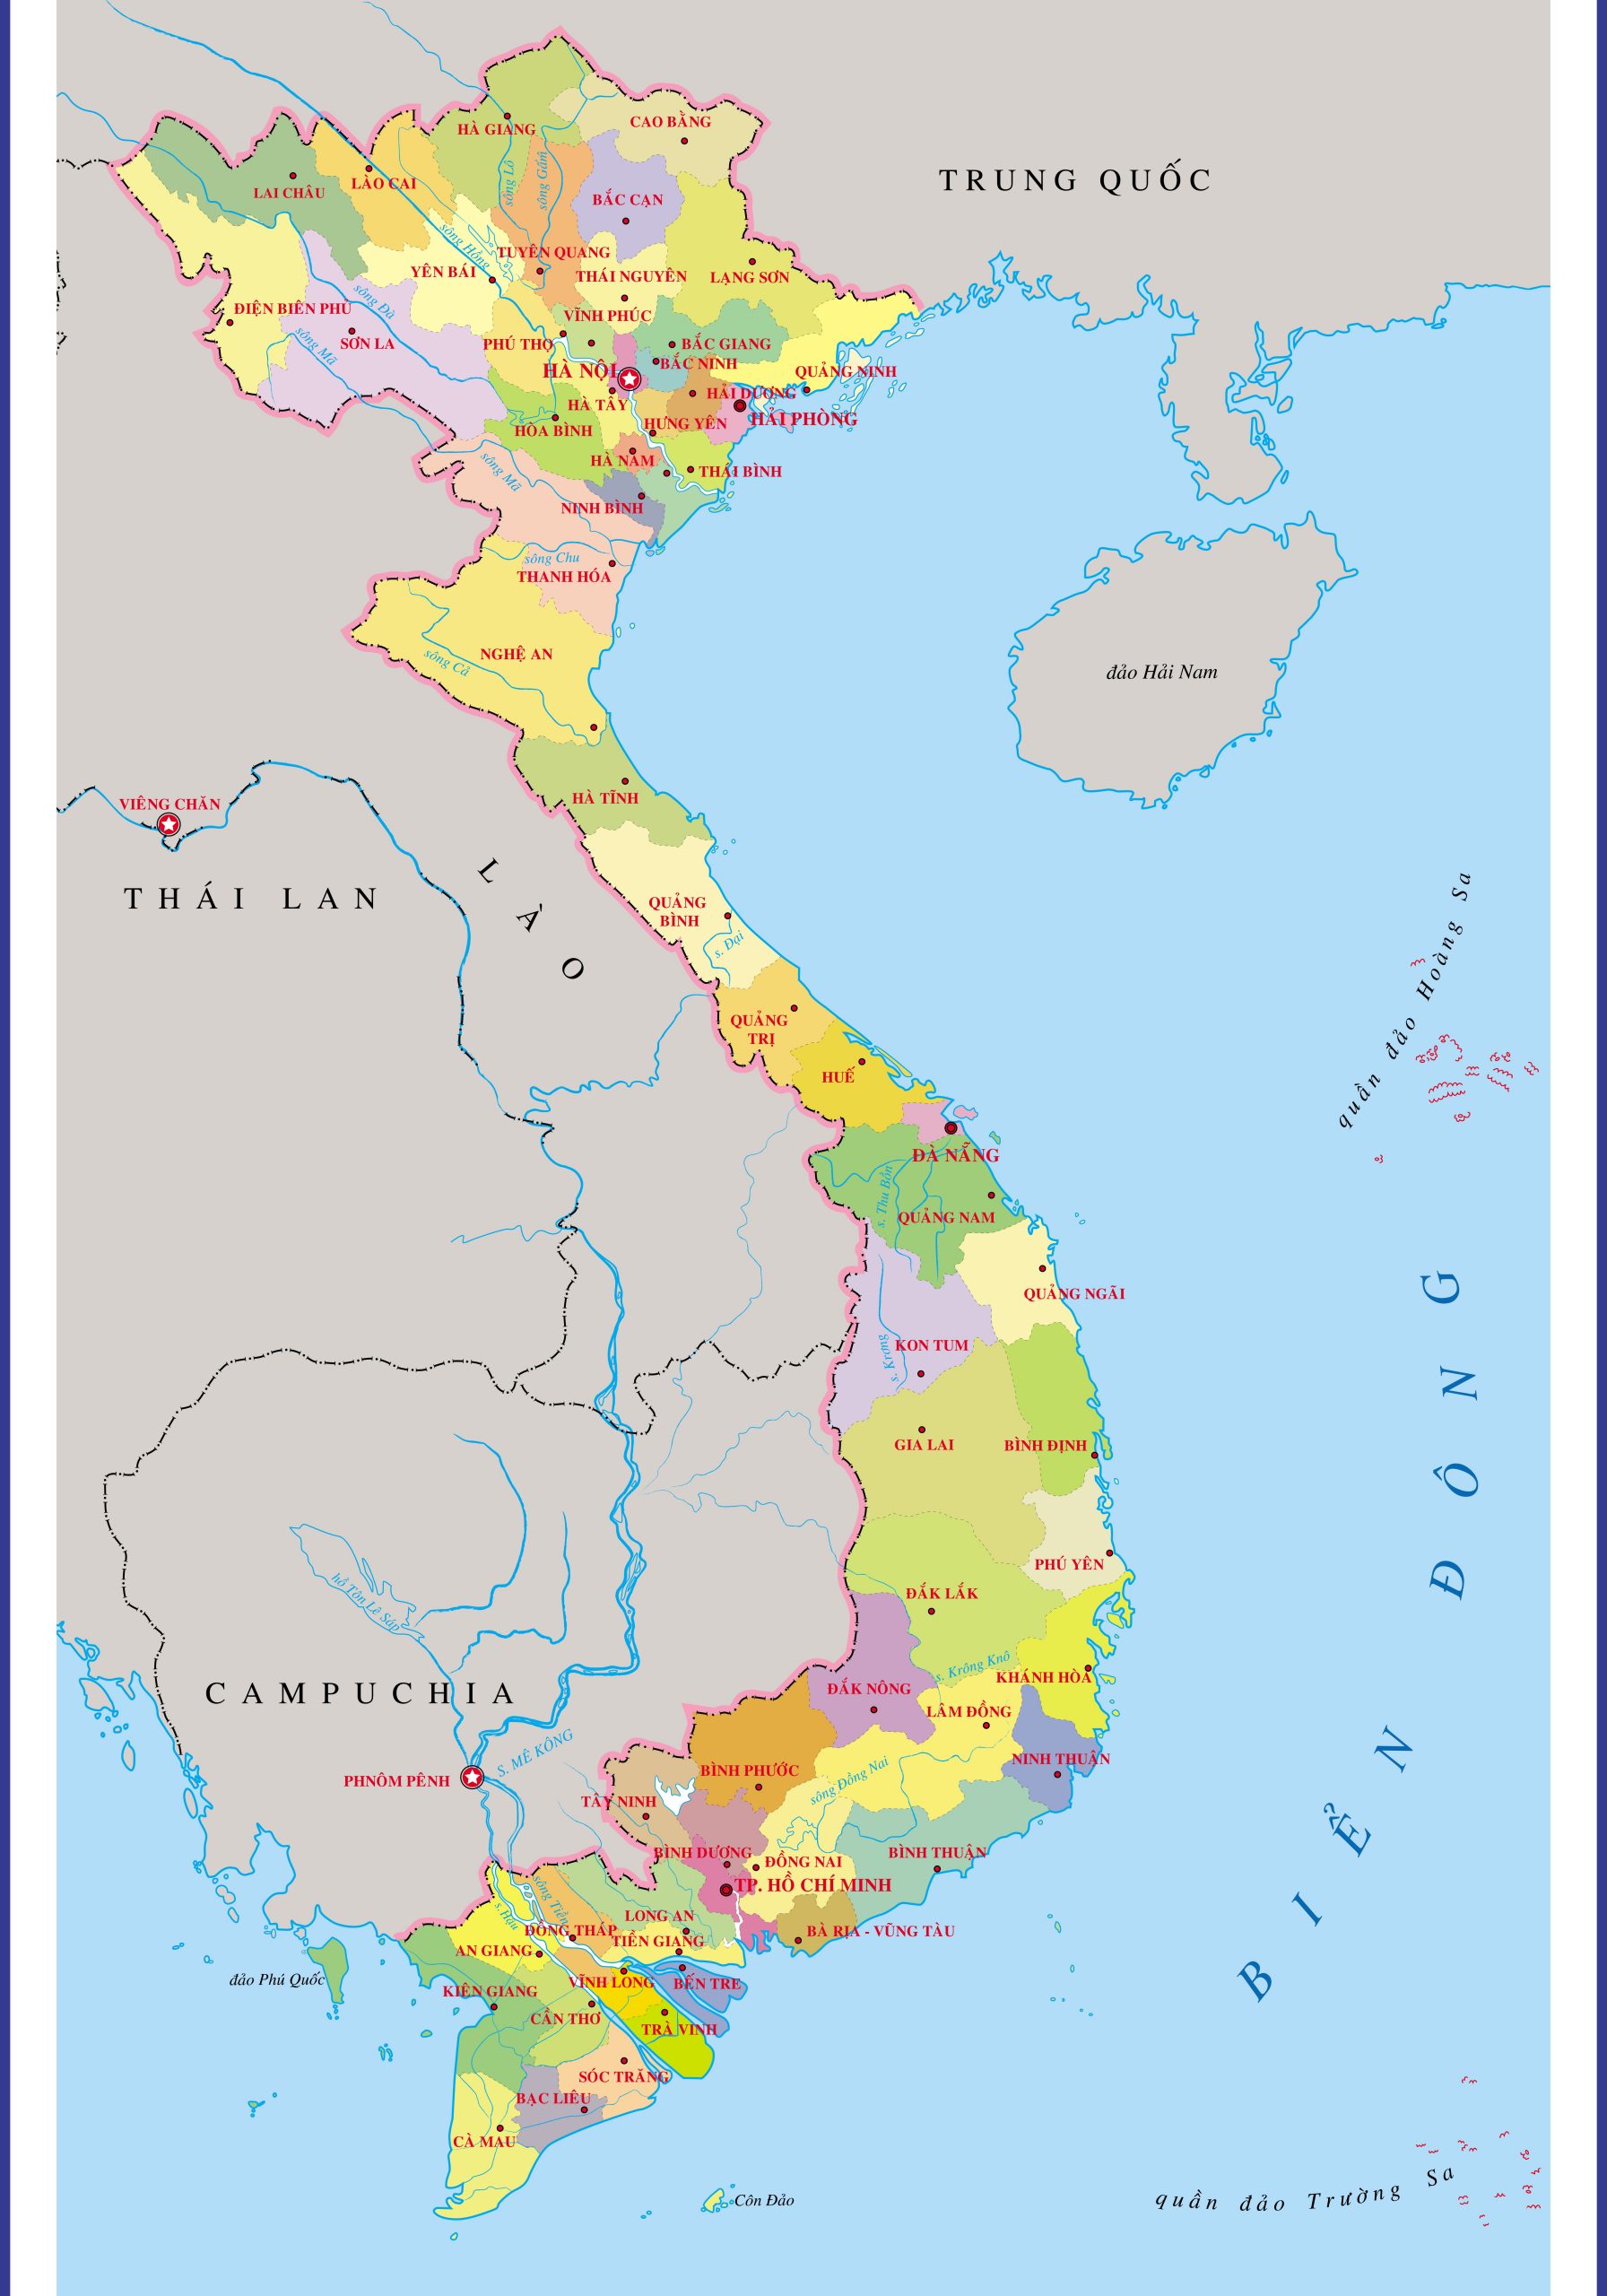 CAO BẰNG
HÀ GIANG
TRUNG QUỐC
LÀO CAI
LAI CHÂU
sông Lô
sông Gấm
BẮC CẠN
sông Hồng
TUYÊN QUANG
YÊN BÁI
THÁI NGUYÊN
LẠNG SƠN
ĐIỆN BIÊN PHỦ
sông Đà
VĨNH PHÚC
SƠN LA
sông Mã
PHÚ THỌ
BẮC GIANG
BẮC NINH
HÀ NỘI
QUẢNG NINH
HẢI DƯƠNG
HÀ TÂY
HẢI PHÒNG
HƯNG YÊN
HÒA BÌNH
HÀ NAM
THÁI BÌNH
sông Mã
NINH BÌNH
sông Chu
THANH HÓA
NGHỆ AN
sông Cả
đảo Hải Nam
HÀ TĨNH
VIÊNG CHĂN
THÁI LAN
LÀO
QUẢNG
BÌNH
s. Đại
quần đảo Hoàng Sa
QUẢNG
TRỊ
HUẾ
ĐÀ NẴNG
s. Thu Bồn
QUẢNG NAM
QUẢNG NGÃI
KON TUM
s. Krong
GIA LAI
BÌNH ĐỊNH
BIỂN ĐÔNG
PHÚ YÊN
hồ Tôn Lê Sáp
ĐẮK LẮK
s. Krông Knô
KHÁNH HÒA
ĐẮK NÔNG
CAMPUCHIA
LÂM ĐỒNG
S. MÊ KÔNG
NINH THUẬN
BÌNH PHƯỚC
PHNÔM PÊNH
sông Đồng Nai
TÂY NINH
BÌNH DƯƠNG
BÌNH THUẬN
ĐỒNG NAI
TP. HỒ CHÍ MINH
sông Tiền
s. Hậu
LONG AN
ĐỒNG THÁP
BÀ RỊA - VŨNG TÀU
TIỀN GIANG
AN GIANG
đảo Phú Quốc
VĨNH LONG
BẾN TRE
KIÊN GIANG
CẦN THƠ
TRÀ VINH
SÓC TRĂNG
BẠC LIÊU
CÀ MAU
Côn Đảo
quần đảo Trường Sa